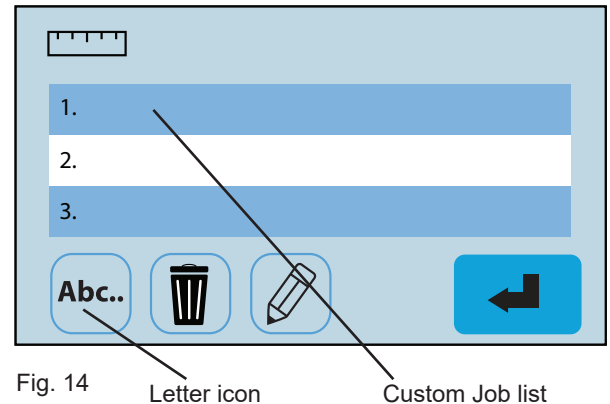 1.
2.
3.
Abc..
Fig. 14
Letter icon
Custom Job list